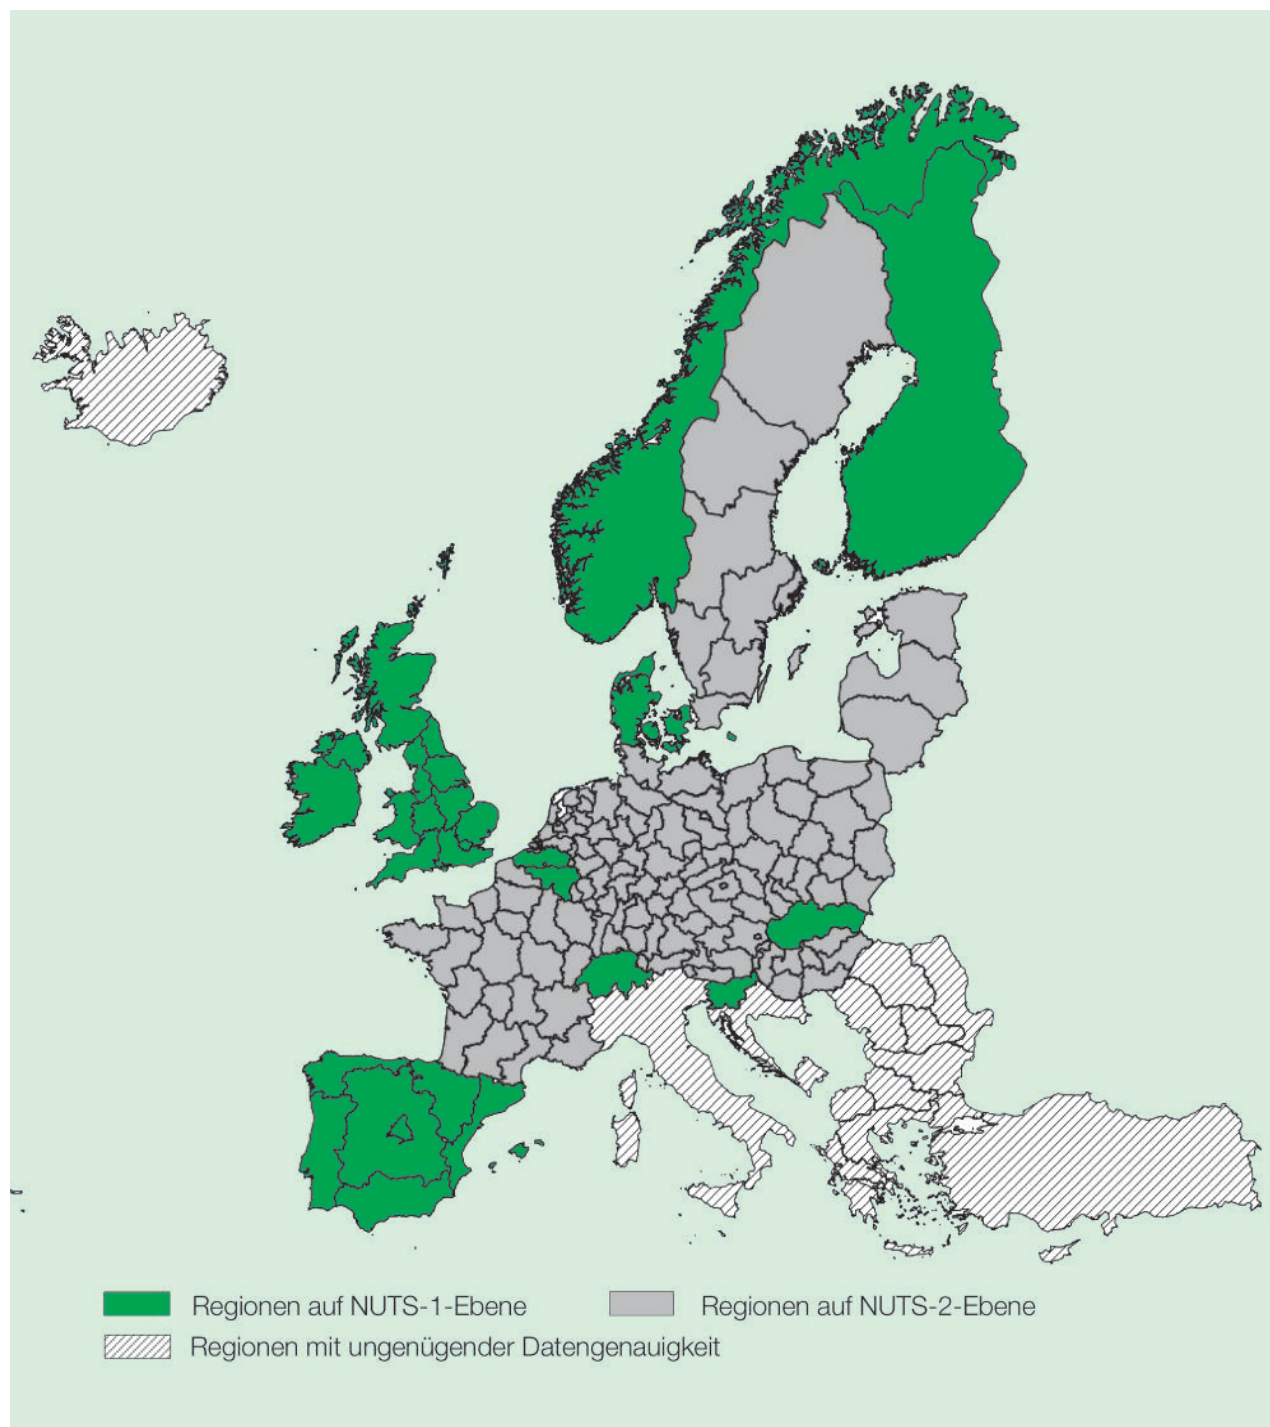 Regionen auf NUTS-1-Ebene
Regionen auf NUTS-2-Ebene
Regionen mit ungenügender Datengenauigkeit